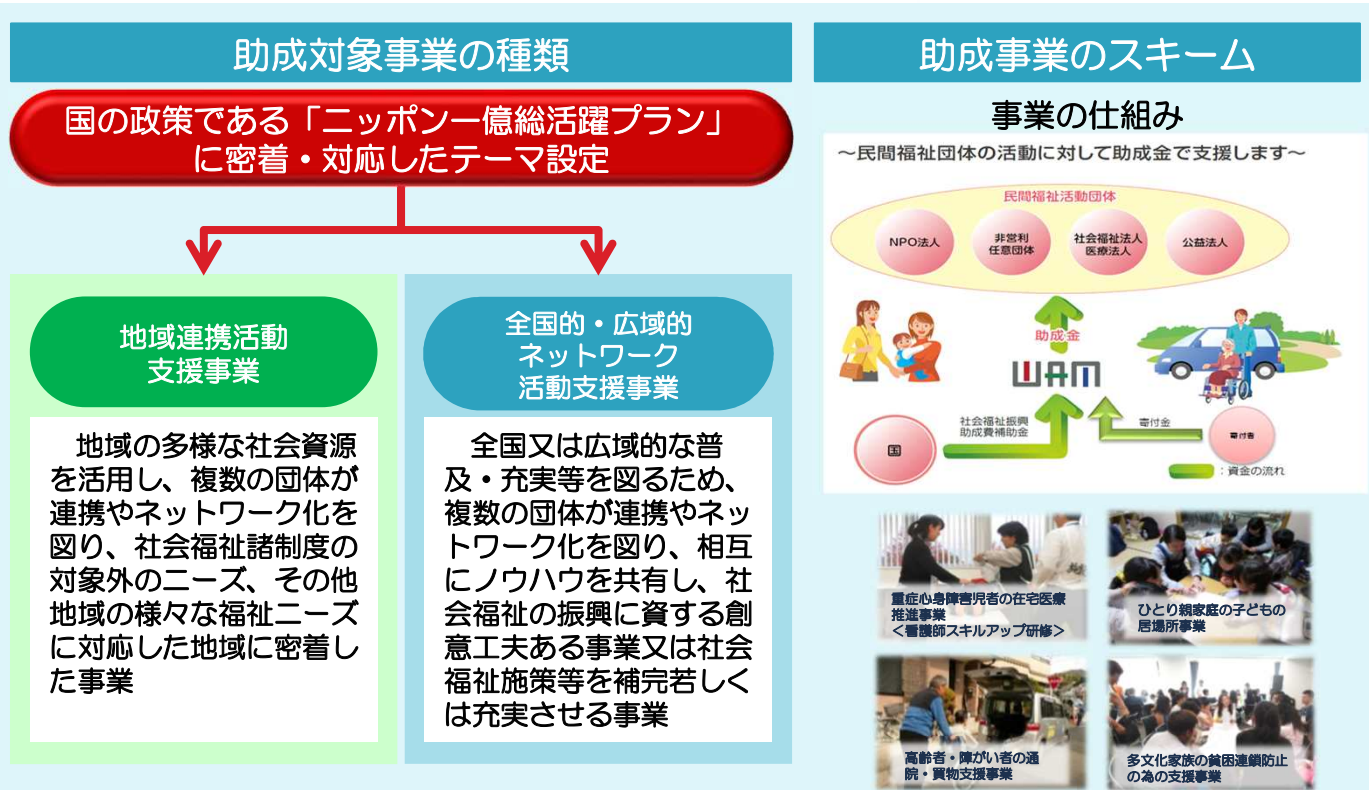 助成対象事業の種類
国の政策である「ニッポン一億総活躍プラン」
に密着・対応したテーマ設定
地域連携活動
支援事業
地域の多様な社会資源
を活用し、複数の団体が
連携やネットワーク化を
図り、社会福祉諸制度の
対象外のニーズ、その他
地域の様々な福祉ニーズ
に対応した地域に密着し
た事業
全国的・広域的
ネットワーク
活動支援事業
全国又は広域的な普
及・充実等を図るため、
複数の団体が連携やネッ
トワーク化を図り、相互
にノウハウを共有し、社
会福祉の振興に資する創
意工夫ある事業又は社会
福祉施策等を補完若しく
は充実させる事業
助成事業のスキーム
事業の仕組み
～民間福祉団体の活動に対して助成金で支援します～
民間福祉活動団体
NPO法人
非営利
任意団体
社会福祉法人
医療法人
公益法人
助成金
WAM
国
社会福祉振興
助成費補助金
寄付金
寄付者
：資金の流れ
重症心身障害児者の在宅医療
推進事業
＜看護師スキルアップ研修＞
ひとり親家庭の子どもの
居場所事業
高齢者・障がい者の通
院・買物支援事業
多文化家族の貧困連鎖防止
の為の支援事業